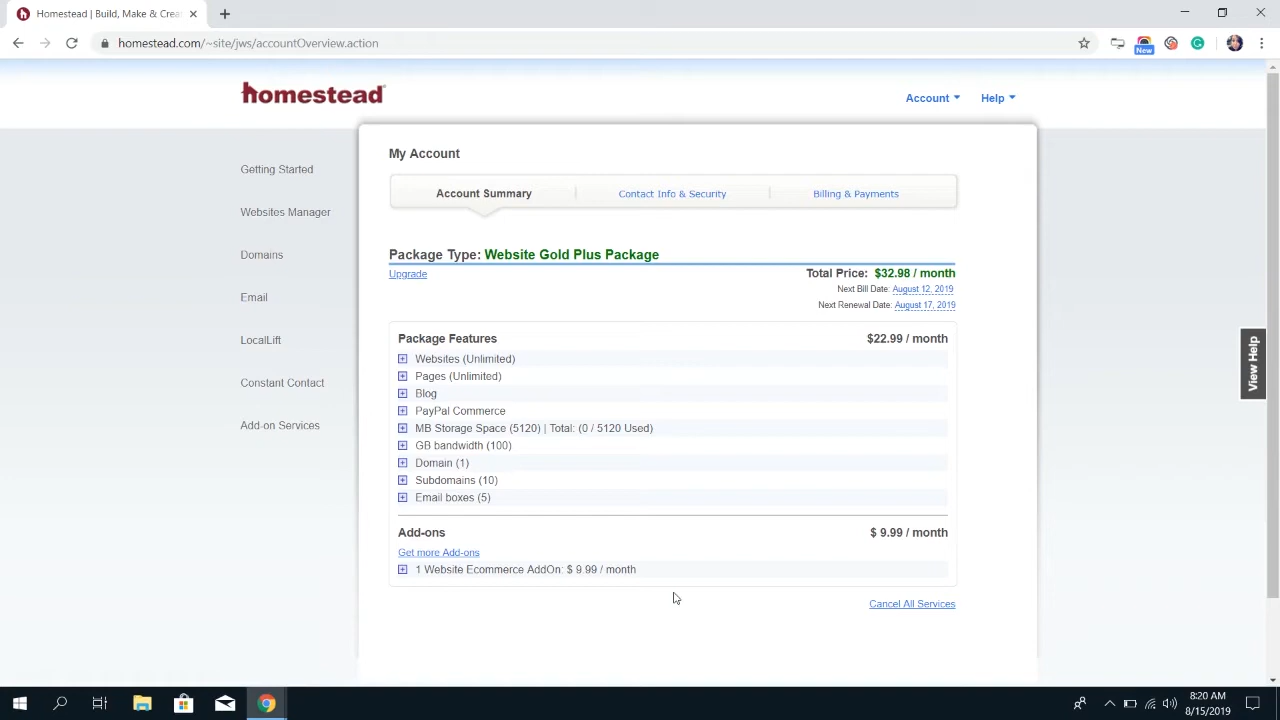 Homestead | Build, Make & Crea
homestead.com/~site/jws/accountOverview.action
New
homestead
Account
Help
Getting Started
Websites Manager
Domains
Email
LocalLift
Constant Contact
Add-on Services
My Account
Account Summary
Contact Info & Security
Billing & Payments
Package Type: Website Gold Plus Package
Upgrade
Total Price: $32.98 / month
Next Bill Date: August 12, 2019
Next Renewal Date: August 17, 2019
Package Features
$22.99 / month
Websites (Unlimited)
Pages (Unlimited)
Blog
PayPal Commerce
MB Storage Space (5120) | Total: (0 / 5120 Used)
GB bandwidth (100)
Domain (1)
Subdomains (10)
Email boxes (5)
Add-ons
$ 9.99 / month
Get more Add-ons
1 Website Ecommerce AddOn: $ 9.99 / month
Cancel All Services
View Help
8:20 AM
8/15/2019